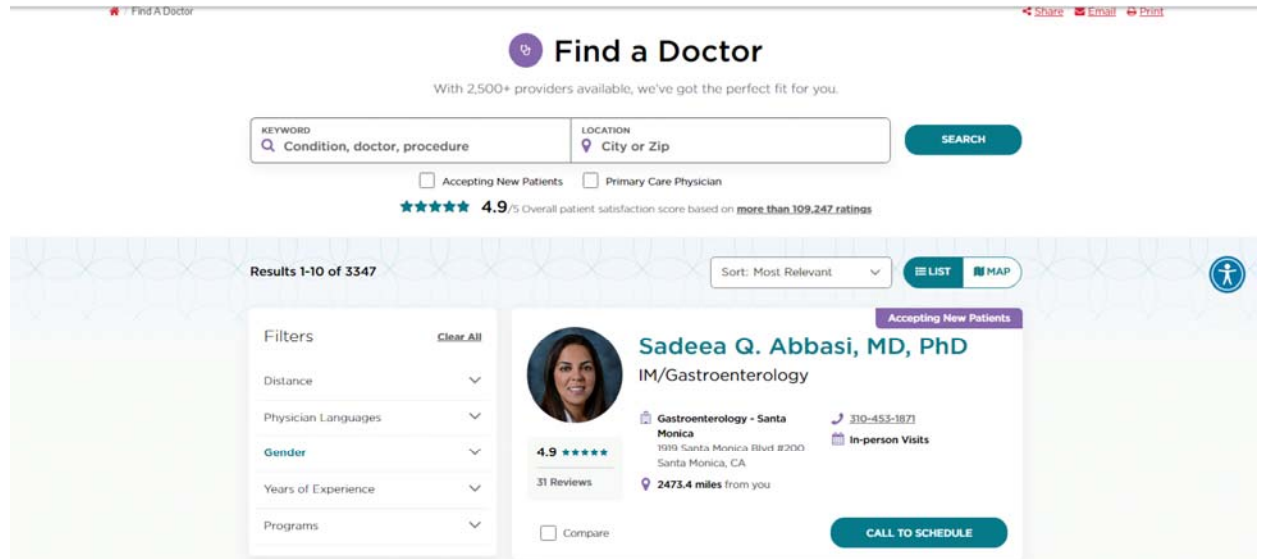 / Find A Doctor
Share Email Print
Find a Doctor
With 2,500+ providers available, we've got the perfect fit for you.
KEYWORD
Condition, doctor, procedure
LOCATION
City or Zip
SEARCH
Accepting New Patients Primary Care Physician
4.9/5 Overall patient satisfaction score based on more than 109,247 ratings
Results 1-10 of 3347
Sort: Most Relevant
LIST MAP
Filters Clear All
Distance
Physician Languages
Gender
Years of Experience
Programs
Accepting New Patients
Sadeea Q. Abbasi, MD, PhD
IM/Gastroenterology
Gastroenterology - Santa
Monica
1919 Santa Monica Blvd #200
Santa Monica, CA
2473.4 miles from you
310-453-1871
In-person Visits
4.9
31 Reviews
Compare
CALL TO SCHEDULE